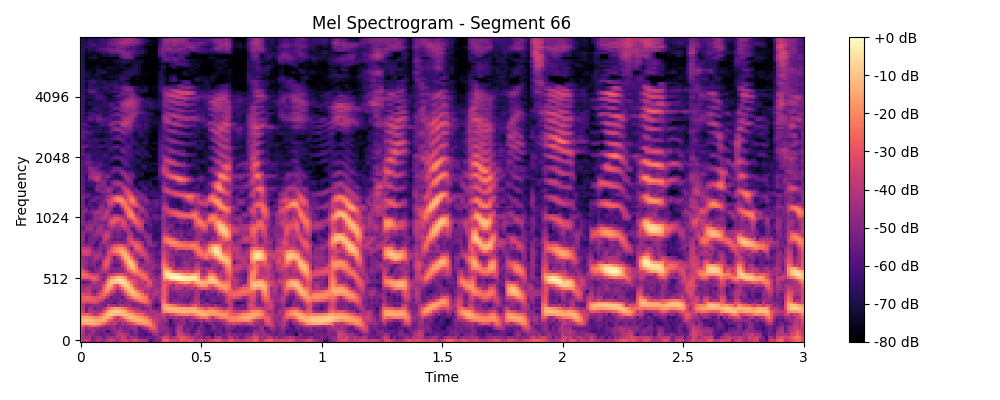 Mel Spectrogram - Segment 66
Frequency
4096
2048
1024
512
0
0
0.5
1
1.5
2
2.5
3
Time
+0 dB
-10 dB
-20 dB
-30 dB
-40 dB
-50 dB
-60 dB
-70 dB
-80 dB